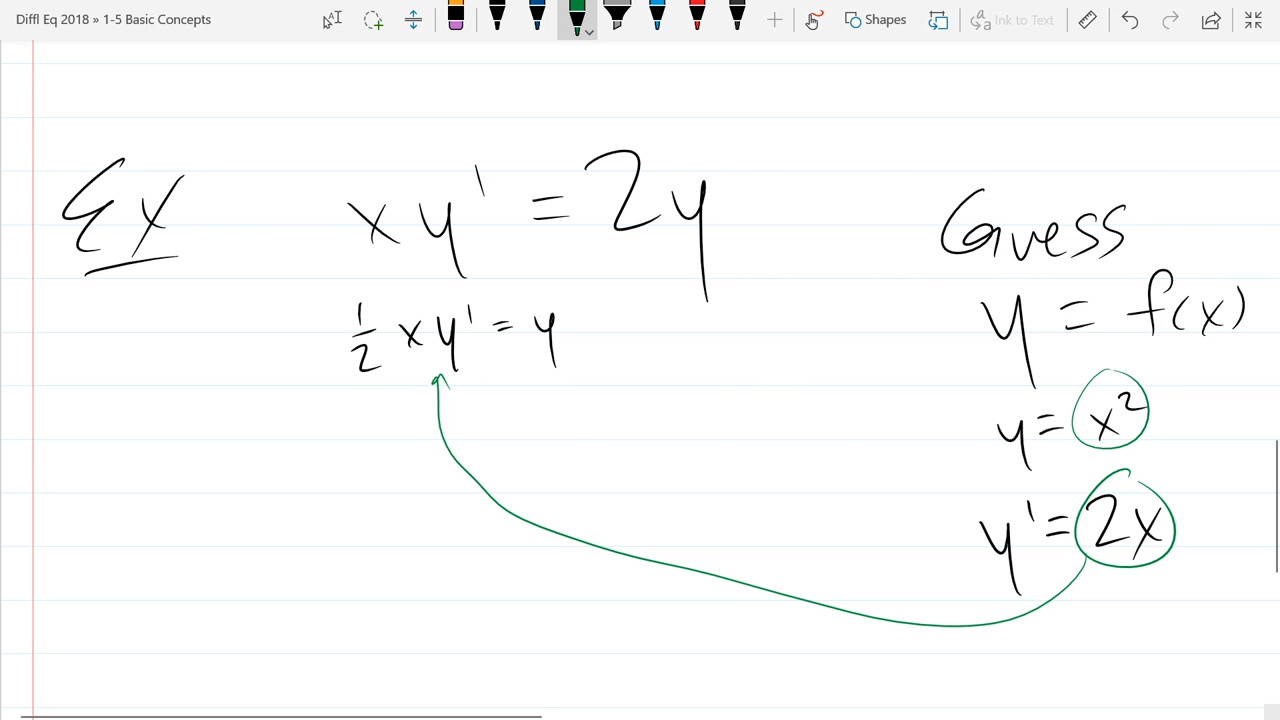 Diffl Eq 2018 » 1-5 Basic Concepts
Shapes
Ink to Text
Ex
xy' = 2y
1/2 xy' = y
Guess
y = f(x)
y = x²
y' = 2x